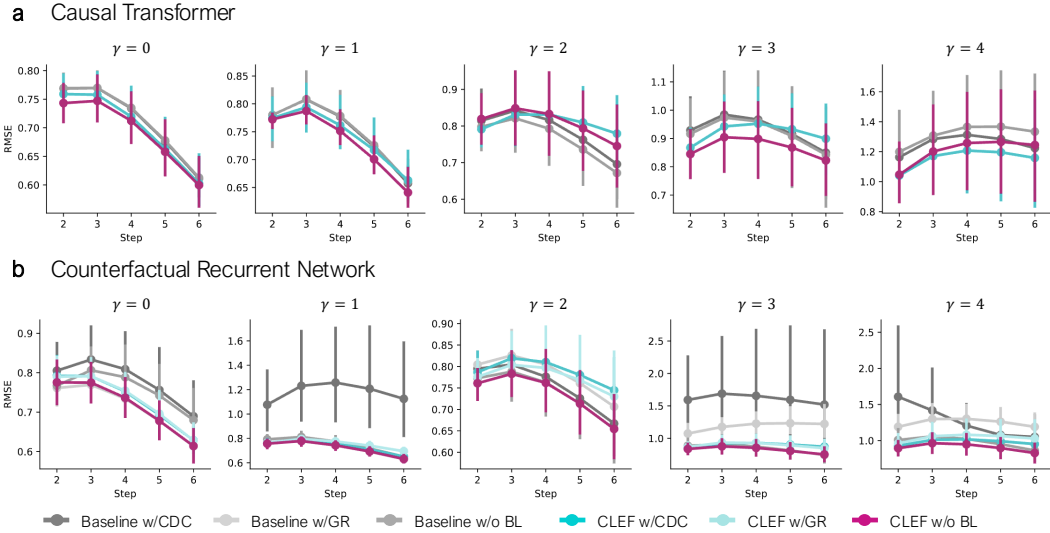 a Causal Transformer
γ = 0 γ = 1 γ = 2 γ = 3 γ = 4
RMSE
0.80 0.75 0.70 0.65 0.60
0.85 0.80 0.75 0.70 0.65
0.9 0.8 0.7 0.6
1.1 1.0 0.9 0.8 0.7
1.6 1.4 1.2 1.0 0.8
2 3 4 5 6 2 3 4 5 6 2 3 4 5 6 2 3 4 5 6 2 3 4 5 6
Step Step Step Step Step
b Counterfactual Recurrent Network
γ = 0 γ = 1 γ = 2 γ = 3 γ = 4
RMSE
0.9 0.8 0.7 0.6
1.6 1.4 1.2 1.0 0.8 0.6
0.90 0.85 0.80 0.75 0.70 0.65 0.60
2.5 2.0 1.5 1.0
2.5 2.0 1.5 1.0
2 3 4 5 6 2 3 4 5 6 2 3 4 5 6 2 3 4 5 6 2 3 4 5 6
Step Step Step Step Step
Baseline w/CDC Baseline w/GR Baseline w/o BL CLEF w/CDC CLEF w/GR CLEF w/o BL